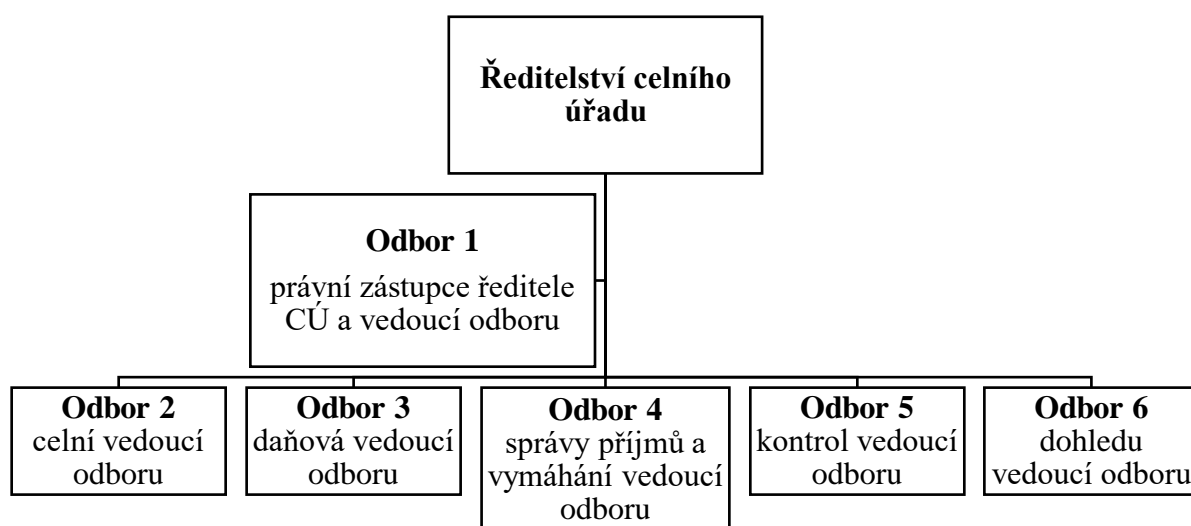 Ředitelství celního
úřadu
Odbor 1
právní zástupce ředitele
CÚ a vedoucí odboru
Odbor 2
celní vedoucí
odboru
Odbor 3
daňová vedoucí
odboru
Odbor 4
správy příjmů a
vymáhání vedoucí
odboru
Odbor 5
kontrol vedoucí
odboru
Odbor 6
dohledu
vedoucí odboru